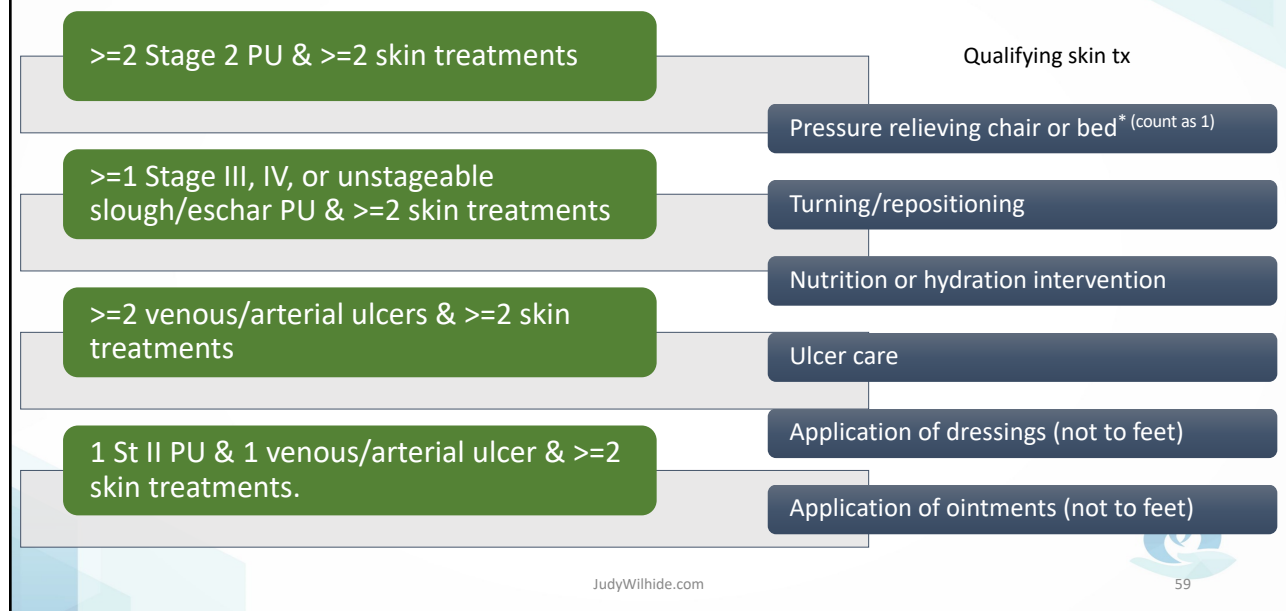 >=2 Stage 2 PU & >=2 skin treatments
>=1 Stage III, IV, or unstageable
slough/eschar PU & >=2 skin treatments
>=2 venous/arterial ulcers & >=2 skin
treatments
1 St II PU & 1 venous/arterial ulcer & >=2
skin treatments.
Qualifying skin tx
Pressure relieving chair or bed* (count as 1)
Turning/repositioning
Nutrition or hydration intervention
Ulcer care
Application of dressings (not to feet)
Application of ointments (not to feet)
JudyWilhide.com
59